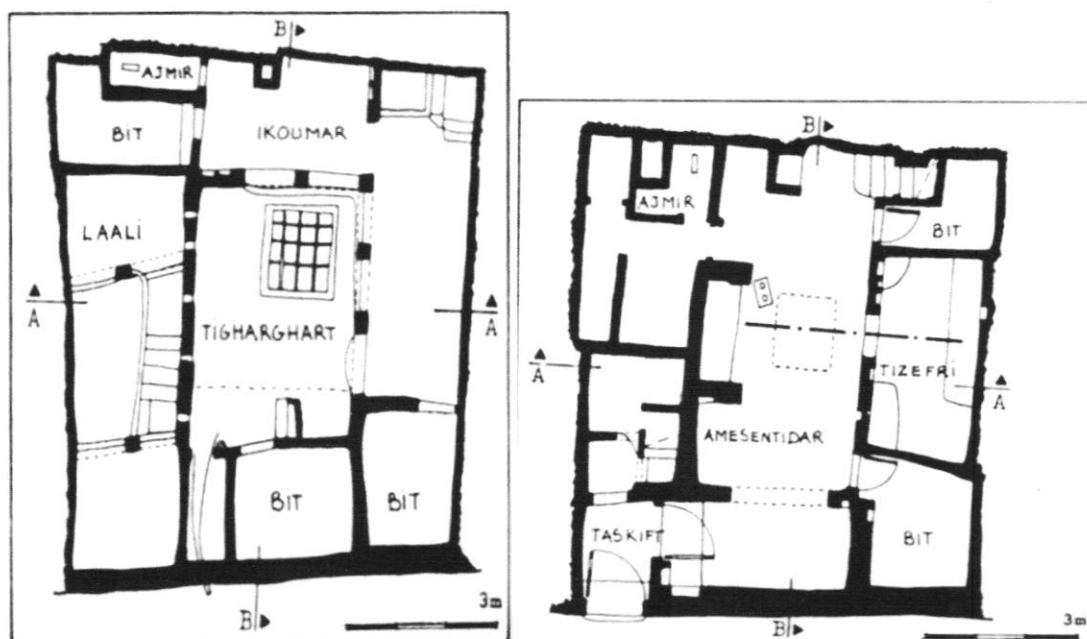 B
AJMIR
BIT
IKOUMAR
LAALI
A
A
TIGHARGHART
BIT
BIT
B
3m
B
AJMIR
BIT
A
TIZEFRI
A
AMESENTIDAR
TASKIFT
BIT
B
3m